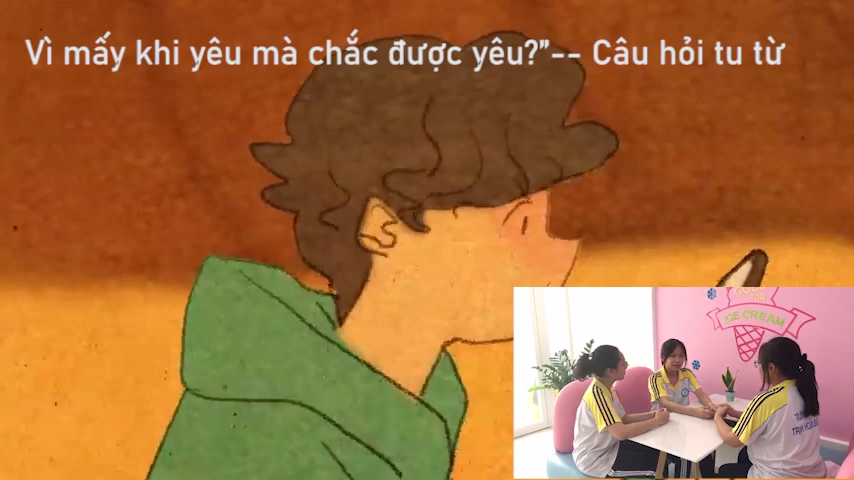 Vì mấy khi yêu mà chắc được yêu?”-- Câu hỏi tu từ
ICE CREAM